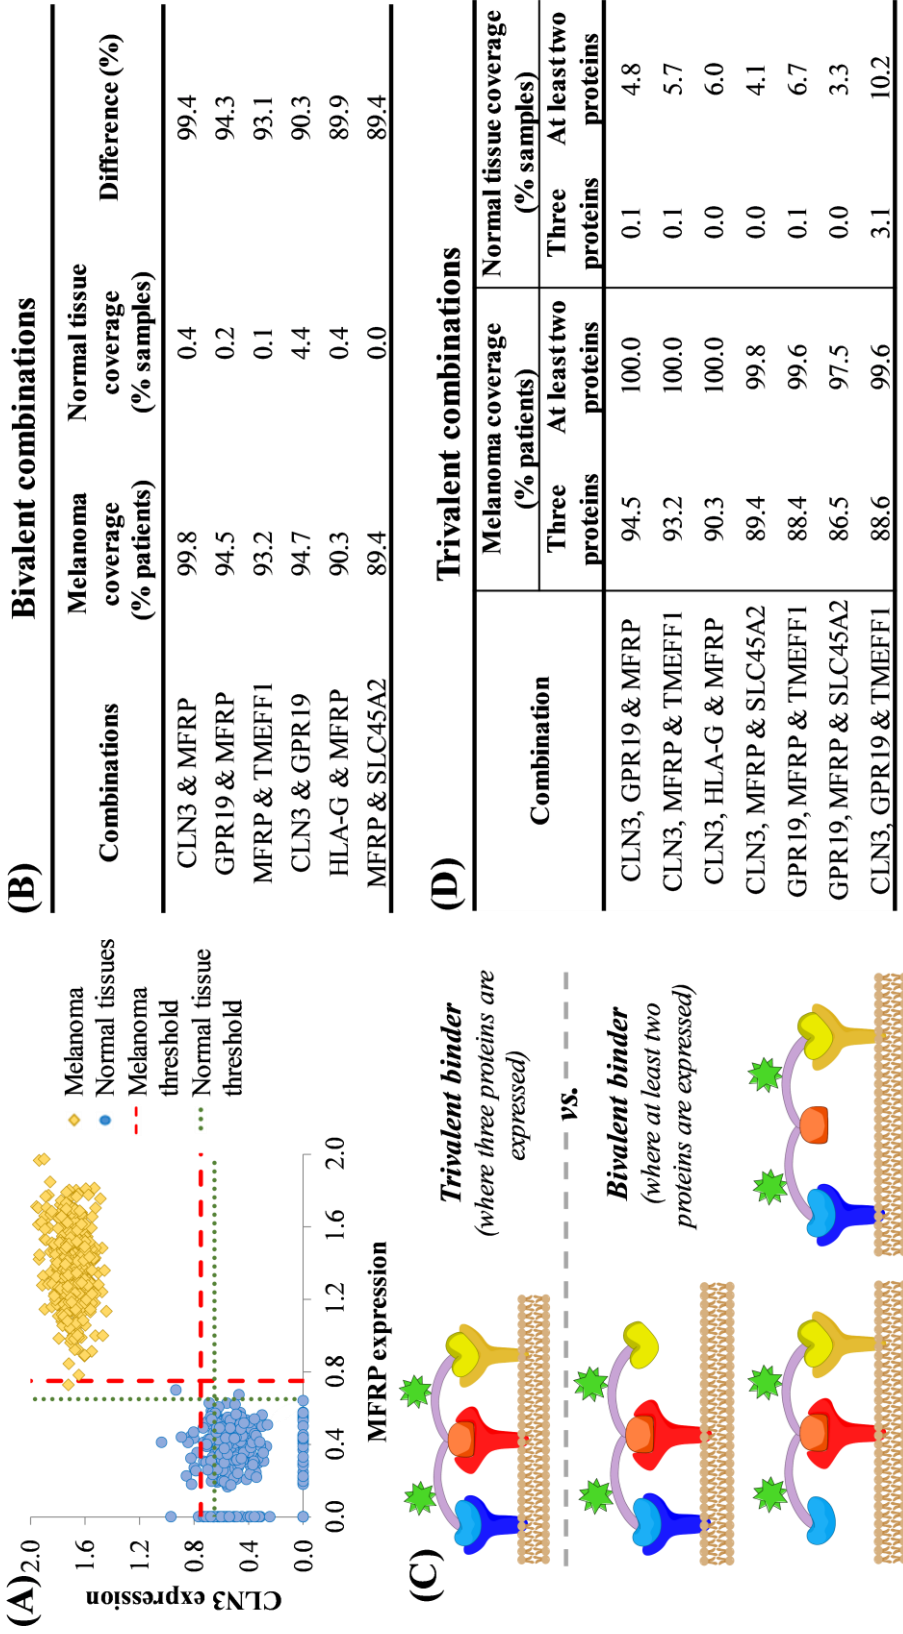 (A)
2.0
1.6
1.2
0.8
0.4
0.0
CLN3 expression
0.0
0.4
0.8
1.2
1.6
2.0
MFRP expression
Melanoma
Normal tissues
Melanoma
threshold
Normal tissue
threshold
(B)
Bivalent combinations
Combinations Melanoma coverage (% patients) Normal tissue coverage (% samples) Difference (%)
CLN3 & MFRP 99.8 0.4 99.4
GPR19 & MFRP 94.5 0.2 94.3
MFRP & TMEFF1 93.2 0.1 93.1
CLN3 & GPR19 94.7 4.4 90.3
HLA-G & MFRP 90.3 0.4 89.9
MFRP & SLC45A2 89.4 0.0 89.4
(C)
Trivalent binder
(where three proteins are
expressed)
vs.
Bivalent binder
(where at least two
proteins are expressed)
(D)
Trivalent combinations
Combination Melanoma coverage (% patients) Normal tissue coverage (% samples)
Three proteins At least two proteins Three proteins At least two proteins
CLN3, GPR19 & MFRP 94.5 100.0 0.1 4.8
CLN3, MFRP & TMEFF1 93.2 100.0 0.1 5.7
CLN3, HLA-G & MFRP 90.3 100.0 0.0 6.0
CLN3, MFRP & SLC45A2 89.4 99.8 0.0 4.1
GPR19, MFRP & TMEFF1 88.4 99.6 0.1 6.7
GPR19, MFRP & SLC45A2 86.5 97.5 0.0 3.3
CLN3, GPR19 & TMEFF1 88.6 99.6 3.1 10.2